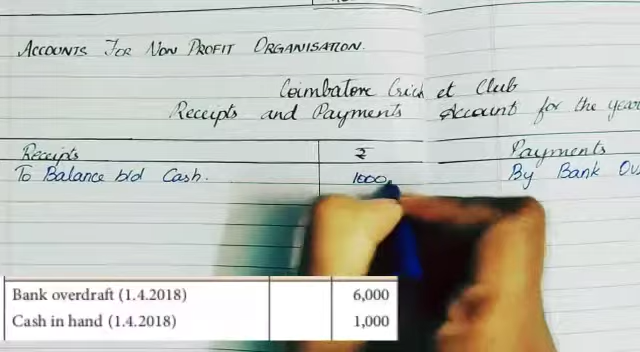 ACCOUNTS FOR NON PROFIT ORGANISATION.
Coimbatore Crick et Club
Receipts and Payments Account for the year
Receipts ₹ Payments
To Balance b/d Cash. 1000 By Bank Ov
Bank overdraft (1.4.2018) 6,000
Cash in hand (1.4.2018) 1,000